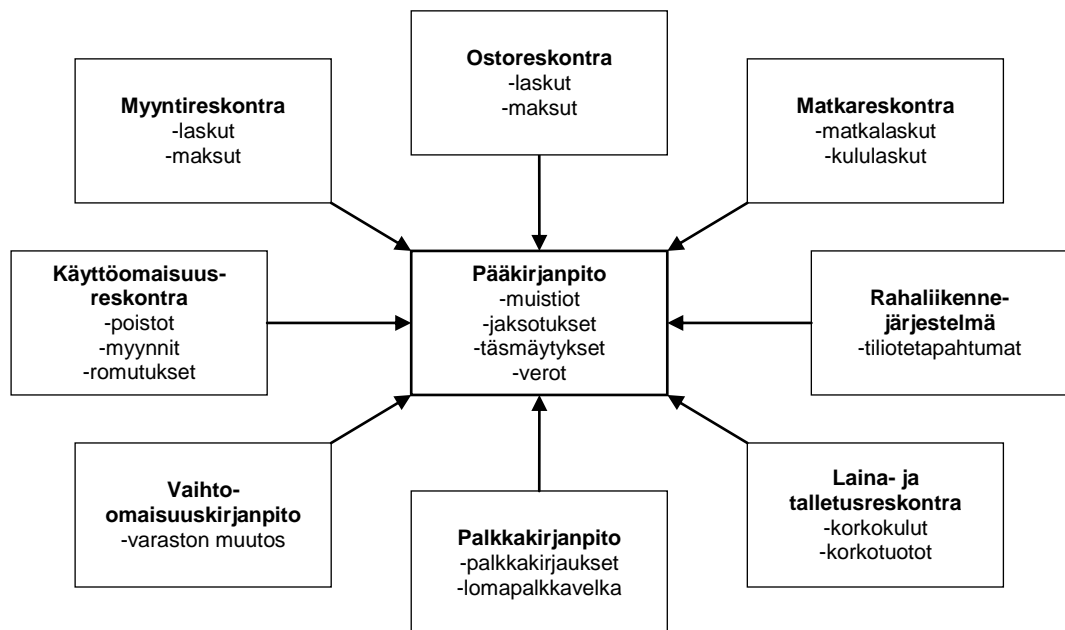 Ostoreskontra
-laskut
-maksut
Myyntireskontra
-laskut
-maksut
Matkareskontra
-matkalaskut
-kululaskut
Käyttöomaisuus-
reskontra
-poistot
-myynnit
-romutukset
Pääkirjanpito
-muistiot
-jaksotukset
-täsmäytykset
-verot
Rahaliikenne-
järjestelmä
-tiliotetapahtumat
Vaihto-
omaisuuskirjanpito
-varaston muutos
Palkkakirjanpito
-palkkakirjaukset
-lomapalkkavelka
Laina- ja
talletusreskontra
-korkokulut
-korkotuotot